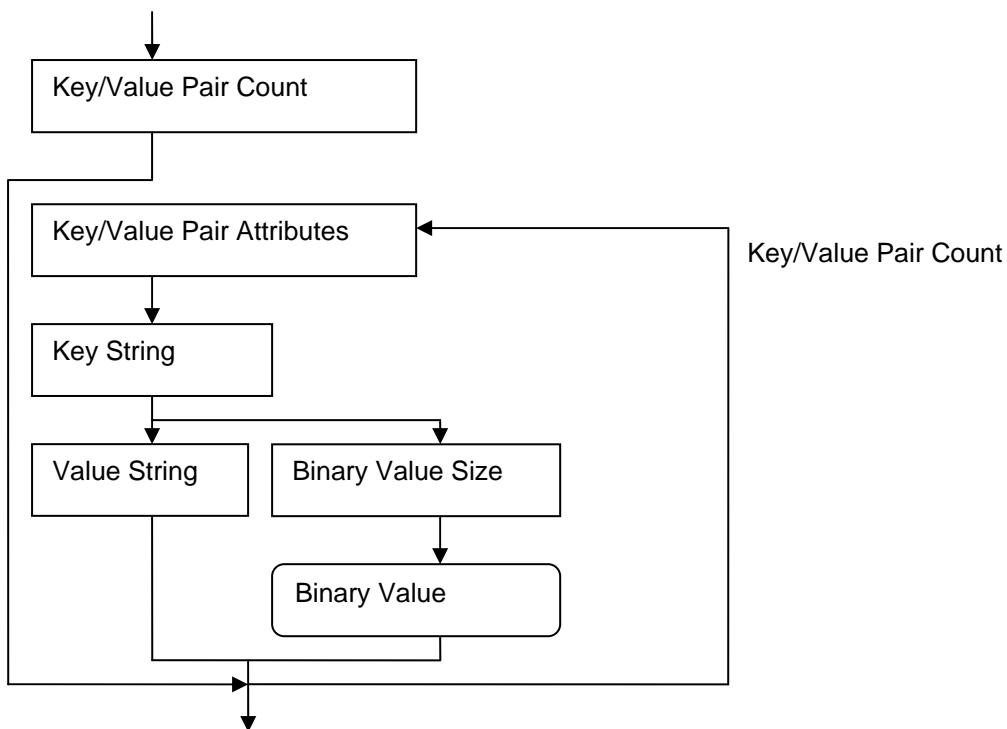 Key/Value Pair Count
Key/Value Pair Attributes
Key/Value Pair Count
Key String
Value String
Binary Value Size
Binary Value